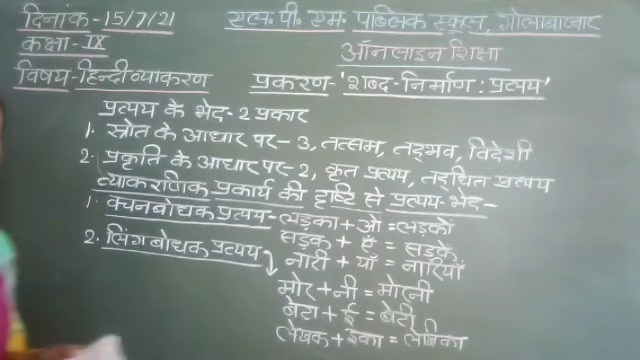 दिनांक-15/7/21
एल. पी. एम. पब्लिक स्कूल, गोलाबाजार
कक्षा-IX
ऑनलाइन शिक्षा
विषय-हिन्दी व्याकरण
प्रकरण-'शब्द-निर्माण : प्रत्यय'
प्रत्यय के भेद-2 प्रकार
1. स्रोत के आधार पर-3, तत्सम, तद्भव, विदेशी
2. प्रकृति के आधार पर-2, कृत प्रत्यय, तद्धित प्रत्यय
व्याकरणिक प्रकार्य की दृष्टि से प्रत्यय-भेद-
1. वचनबोधक प्रत्यय-लड़का+ओं=लड़कों
सड़क+एँ=सड़कें
नारी+याँ=नारियाँ
2. लिंगबोधक प्रत्यय
मोर+नी=मोरनी
बेटा+ई=बेटी
लेखक+इका=लेखिका